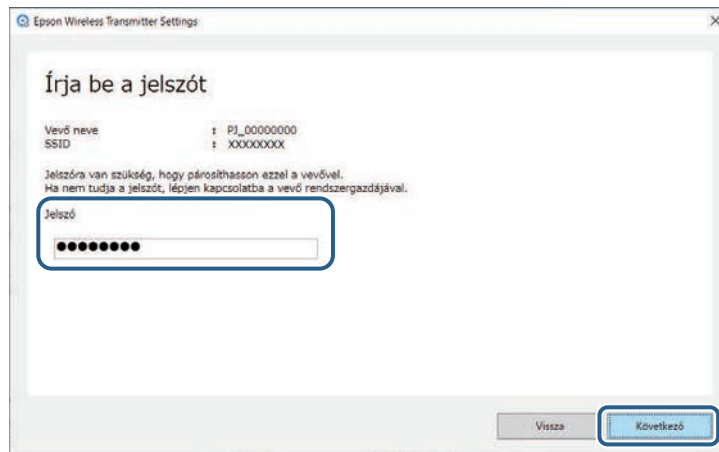 Epson Wireless Transmitter Settings
Írja be a jelszót
Vevő neve : PJ_00000000
SSID : XXXXXXXX
Jelszóra van szükség, hogy párosíthasson ezzel a vevővel.
Ha nem tudja a jelszót, lépjen kapcsolatba a vevő rendszergazdájával.
Jelszó
●●●●●●●●
Vissza Következő